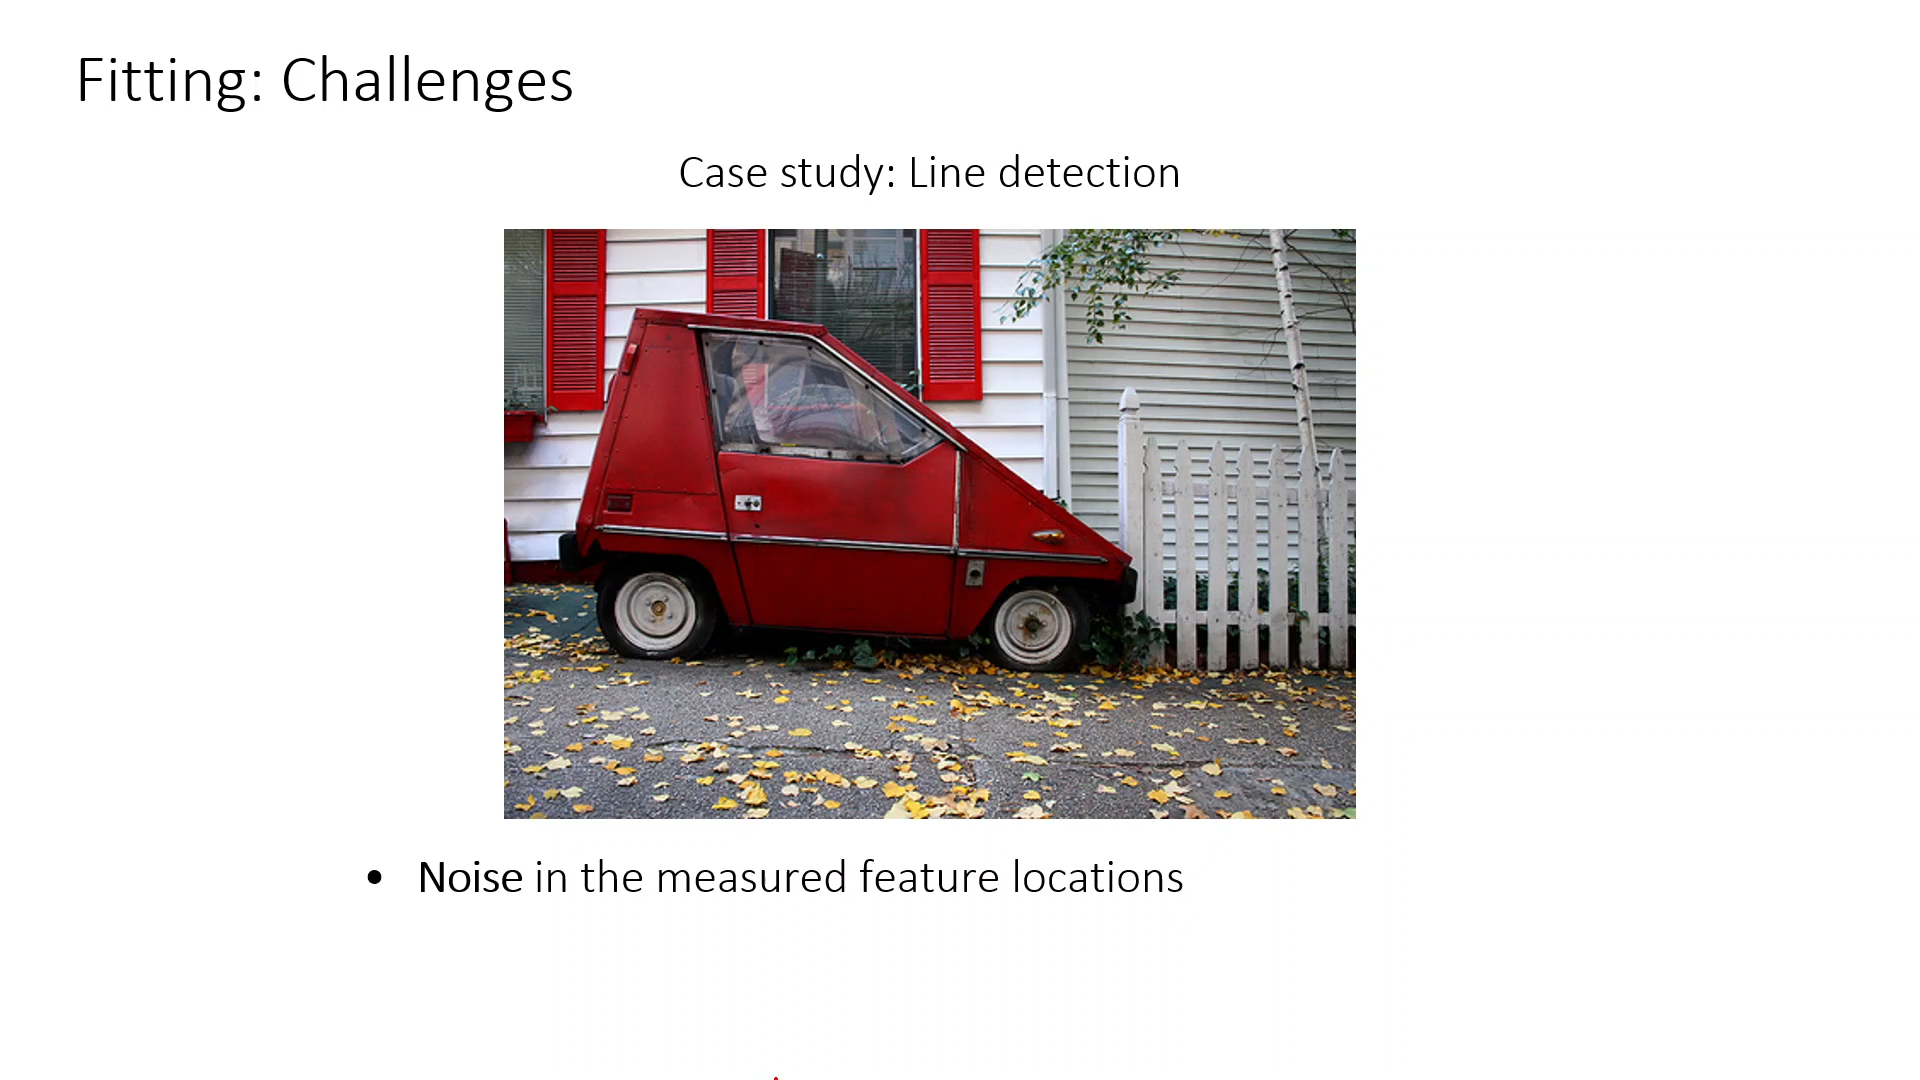 Fitting: Challenges
Case study: Line detection
• Noise in the measured feature locations